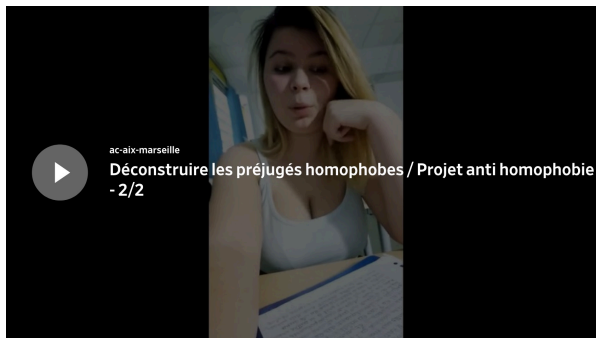 ac-aix-marseille
Déconstruire les préjugés homophobes / Projet anti homophobie
- 2/2